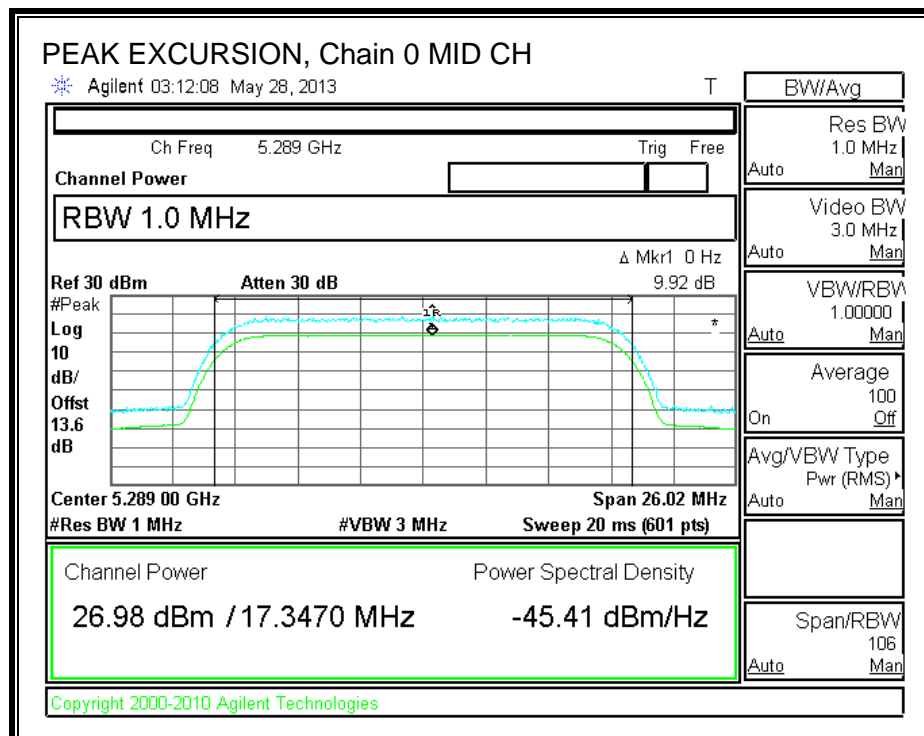 PEAK EXCURSION, Chain 0 MID CH
Agilent 03:12:08 May 28, 2013 T
BW/Avg
Ch Freq 5.289 GHz Trig Free
Channel Power
RBW 1.0 MHz
Δ Mkr1 0 Hz
Ref 30 dBm Atten 30 dB 9.92 dB
#Peak
Log
10
dB/
Offst
13.6
dB
1R
*
Center 5.289 00 GHz Span 26.02 MHz
#Res BW 1 MHz #VBW 3 MHz Sweep 20 ms (601 pts)
Channel Power Power Spectral Density
26.98 dBm / 17.3470 MHz -45.41 dBm/Hz
Res BW
1.0 MHz
Auto Man
Video BW
3.0 MHz
Auto Man
VBW/RBW
1.00000
Auto Man
Average
100
On Off
Avg/VBW Type
Pwr (RMS)
Auto Man
Span/RBW
106
Auto Man
Copyright 2000-2010 Agilent Technologies